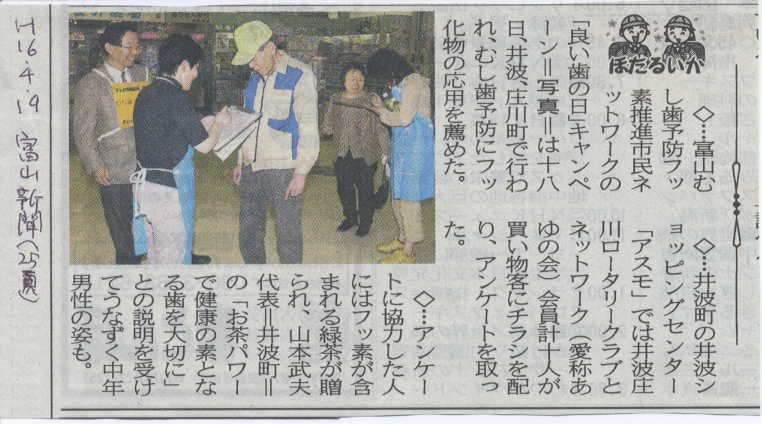 ほたるいか
◇…富山む
し歯予防フッ
素推進市民ネ
ットワークの
「良い歯の日」キャンペ
ーン＝写真＝は十八
日、井波、庄川町で行わ
れ、むし歯予防にフッ
化物の応用を薦めた。
◇…井波町の井波シ
ョッピングセンター
「アスモ」では井波庄
川ロータリークラブと
ネットワーク（愛称あ
ゆの会）会員計十人が
買い物客にチラシを配
り、アンケートを取っ
た。
◇…アンケー
トに協力した人
にはフッ素が含
まれる緑茶が贈
られ、山本武夫
代表＝井波町＝
の「お茶パワー
で健康の素とな
る歯を大切に」
との説明を受け
てうなずく中年
男性の姿も。
H16.4.19 富山新聞(25頁)